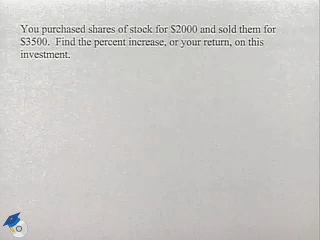 You purchased shares of stock for $2000 and sold them for
$3500.  Find the percent increase, or your return, on this
investment.